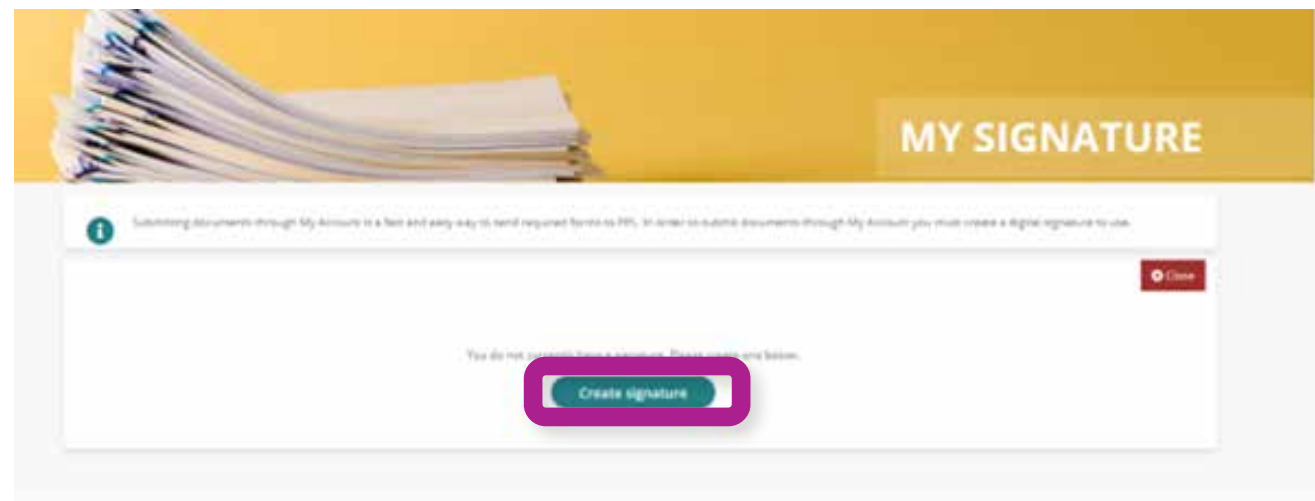 MY SIGNATURE
Submitting documents through My Account is a fast and easy way to send required forms to PPL. In order to submit documents through My Account you must create a digital signature to use.
Close
You do not currently have a signature. Please create one below.
Create signature